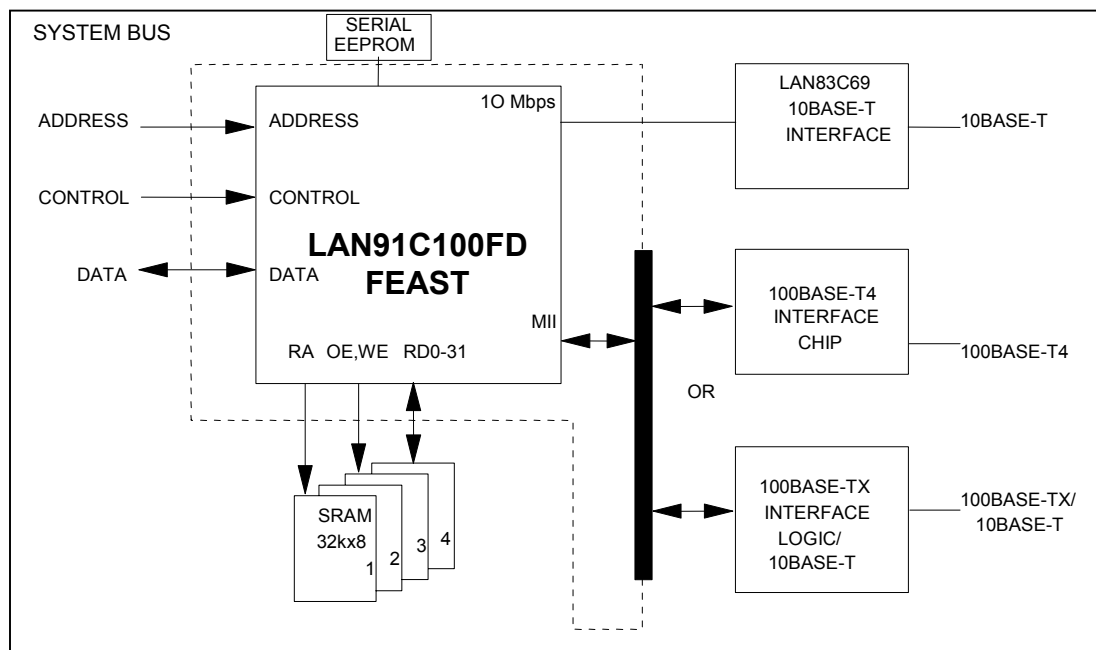 SYSTEM BUS
SERIAL
EEPROM
1O Mbps
LAN83C69
10BASE-T
INTERFACE
10BASE-T
ADDRESS
ADDRESS
CONTROL
CONTROL
LAN91C100FD
FEAST
DATA
DATA
MII
100BASE-T4
INTERFACE
CHIP
100BASE-T4
RA
OE,WE
RD0-31
OR
SRAM
32kx8
1
2
3
4
100BASE-TX
INTERFACE
LOGIC/
10BASE-T
100BASE-TX/
10BASE-T